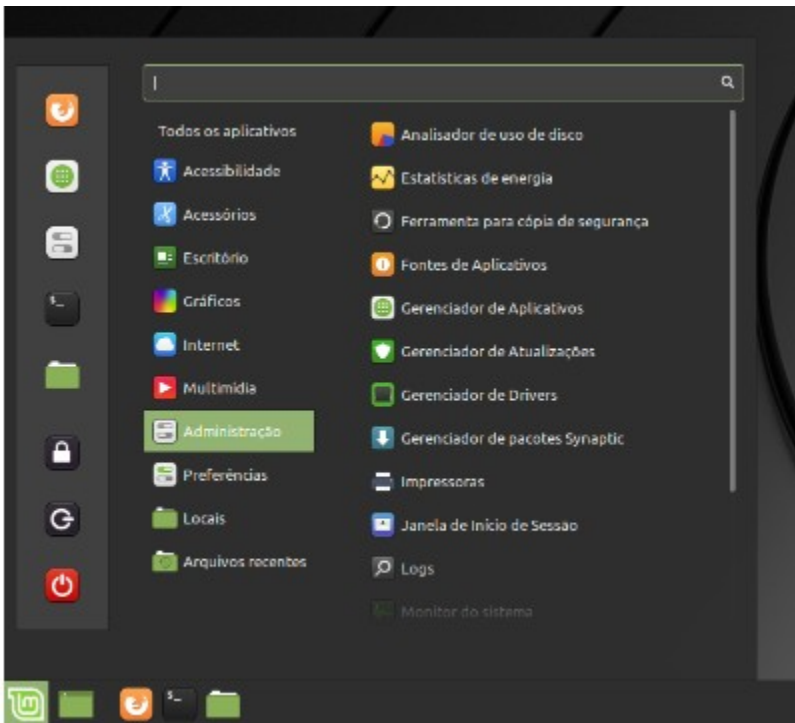 Todos os aplicativos
Acessibilidade
Acessórios
Escritório
Gráficos
Internet
Multimídia
Administração
Preferências
Locais
Arquivos recentes
Analisador de uso de disco
Estatísticas de energia
Ferramenta para cópia de segurança
Fontes de Aplicativos
Gerenciador de Aplicativos
Gerenciador de Atualizações
Gerenciador de Drivers
Gerenciador de pacotes Synaptic
Impressoras
Janela de Início de Sessão
Logs
Monitor do sistema